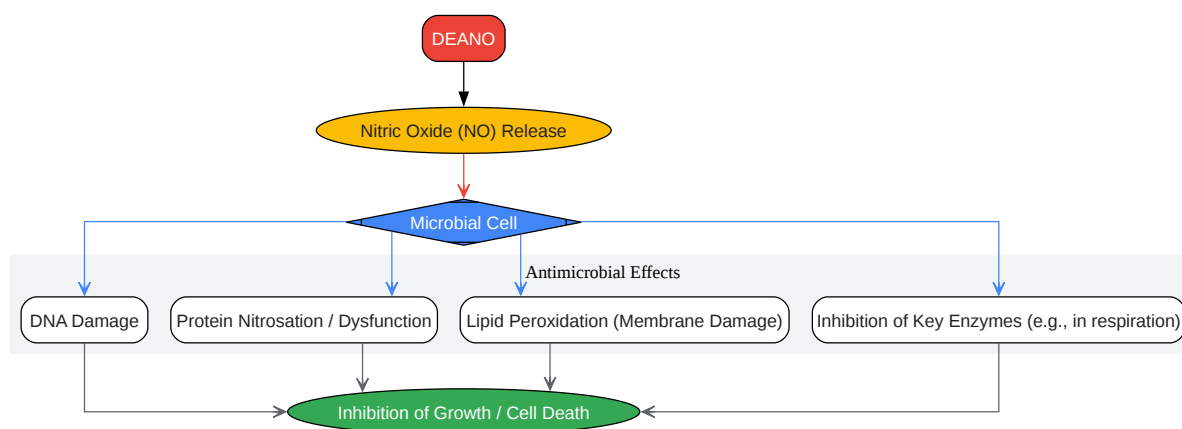 DEANO
Nitric Oxide (NO) Release
Microbial Cell
Antimicrobial Effects
DNA Damage
Protein Nitrosation / Dysfunction
Lipid Peroxidation (Membrane Damage)
Inhibition of Key Enzymes (e.g., in respiration)
Inhibition of Growth / Cell Death